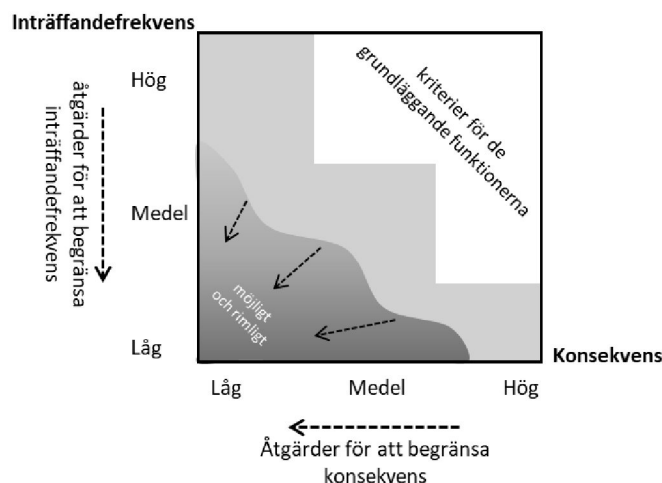 Inträffandefrekvens
åtgärder för att begränsa
inträffandefrekvens
Hög
Medel
Låg
kriterier för de
grundläggande funktionerna
möjligt
och rimligt
Konsekvens
Låg
Medel
Hög
Åtgärder för att begränsa
konsekvens